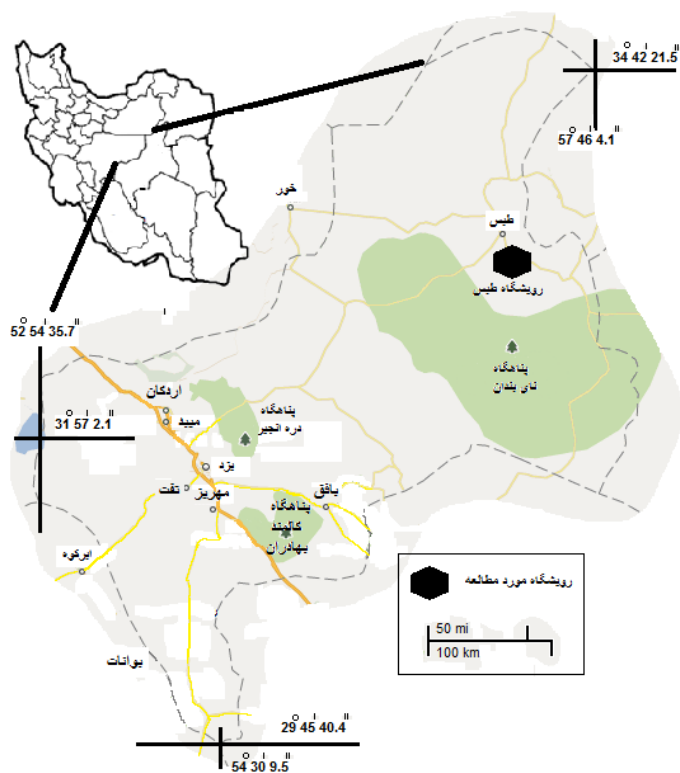 34 42 21.5
57 46 4.1
خور
طبس
رویشگاه طبس
پناهگاه
نای بندان
52 54 35.7
31 57 2.1
اردکان
میبد
پناهگاه
دره انجیر
یزد
تفت
مهریز
بافق
پناهگاه
کالمند
بهادران
ابرکوه
رویشگاه مورد مطالعه
50 mi
100 km
بوانات
29 45 40.4
54 30 9.5